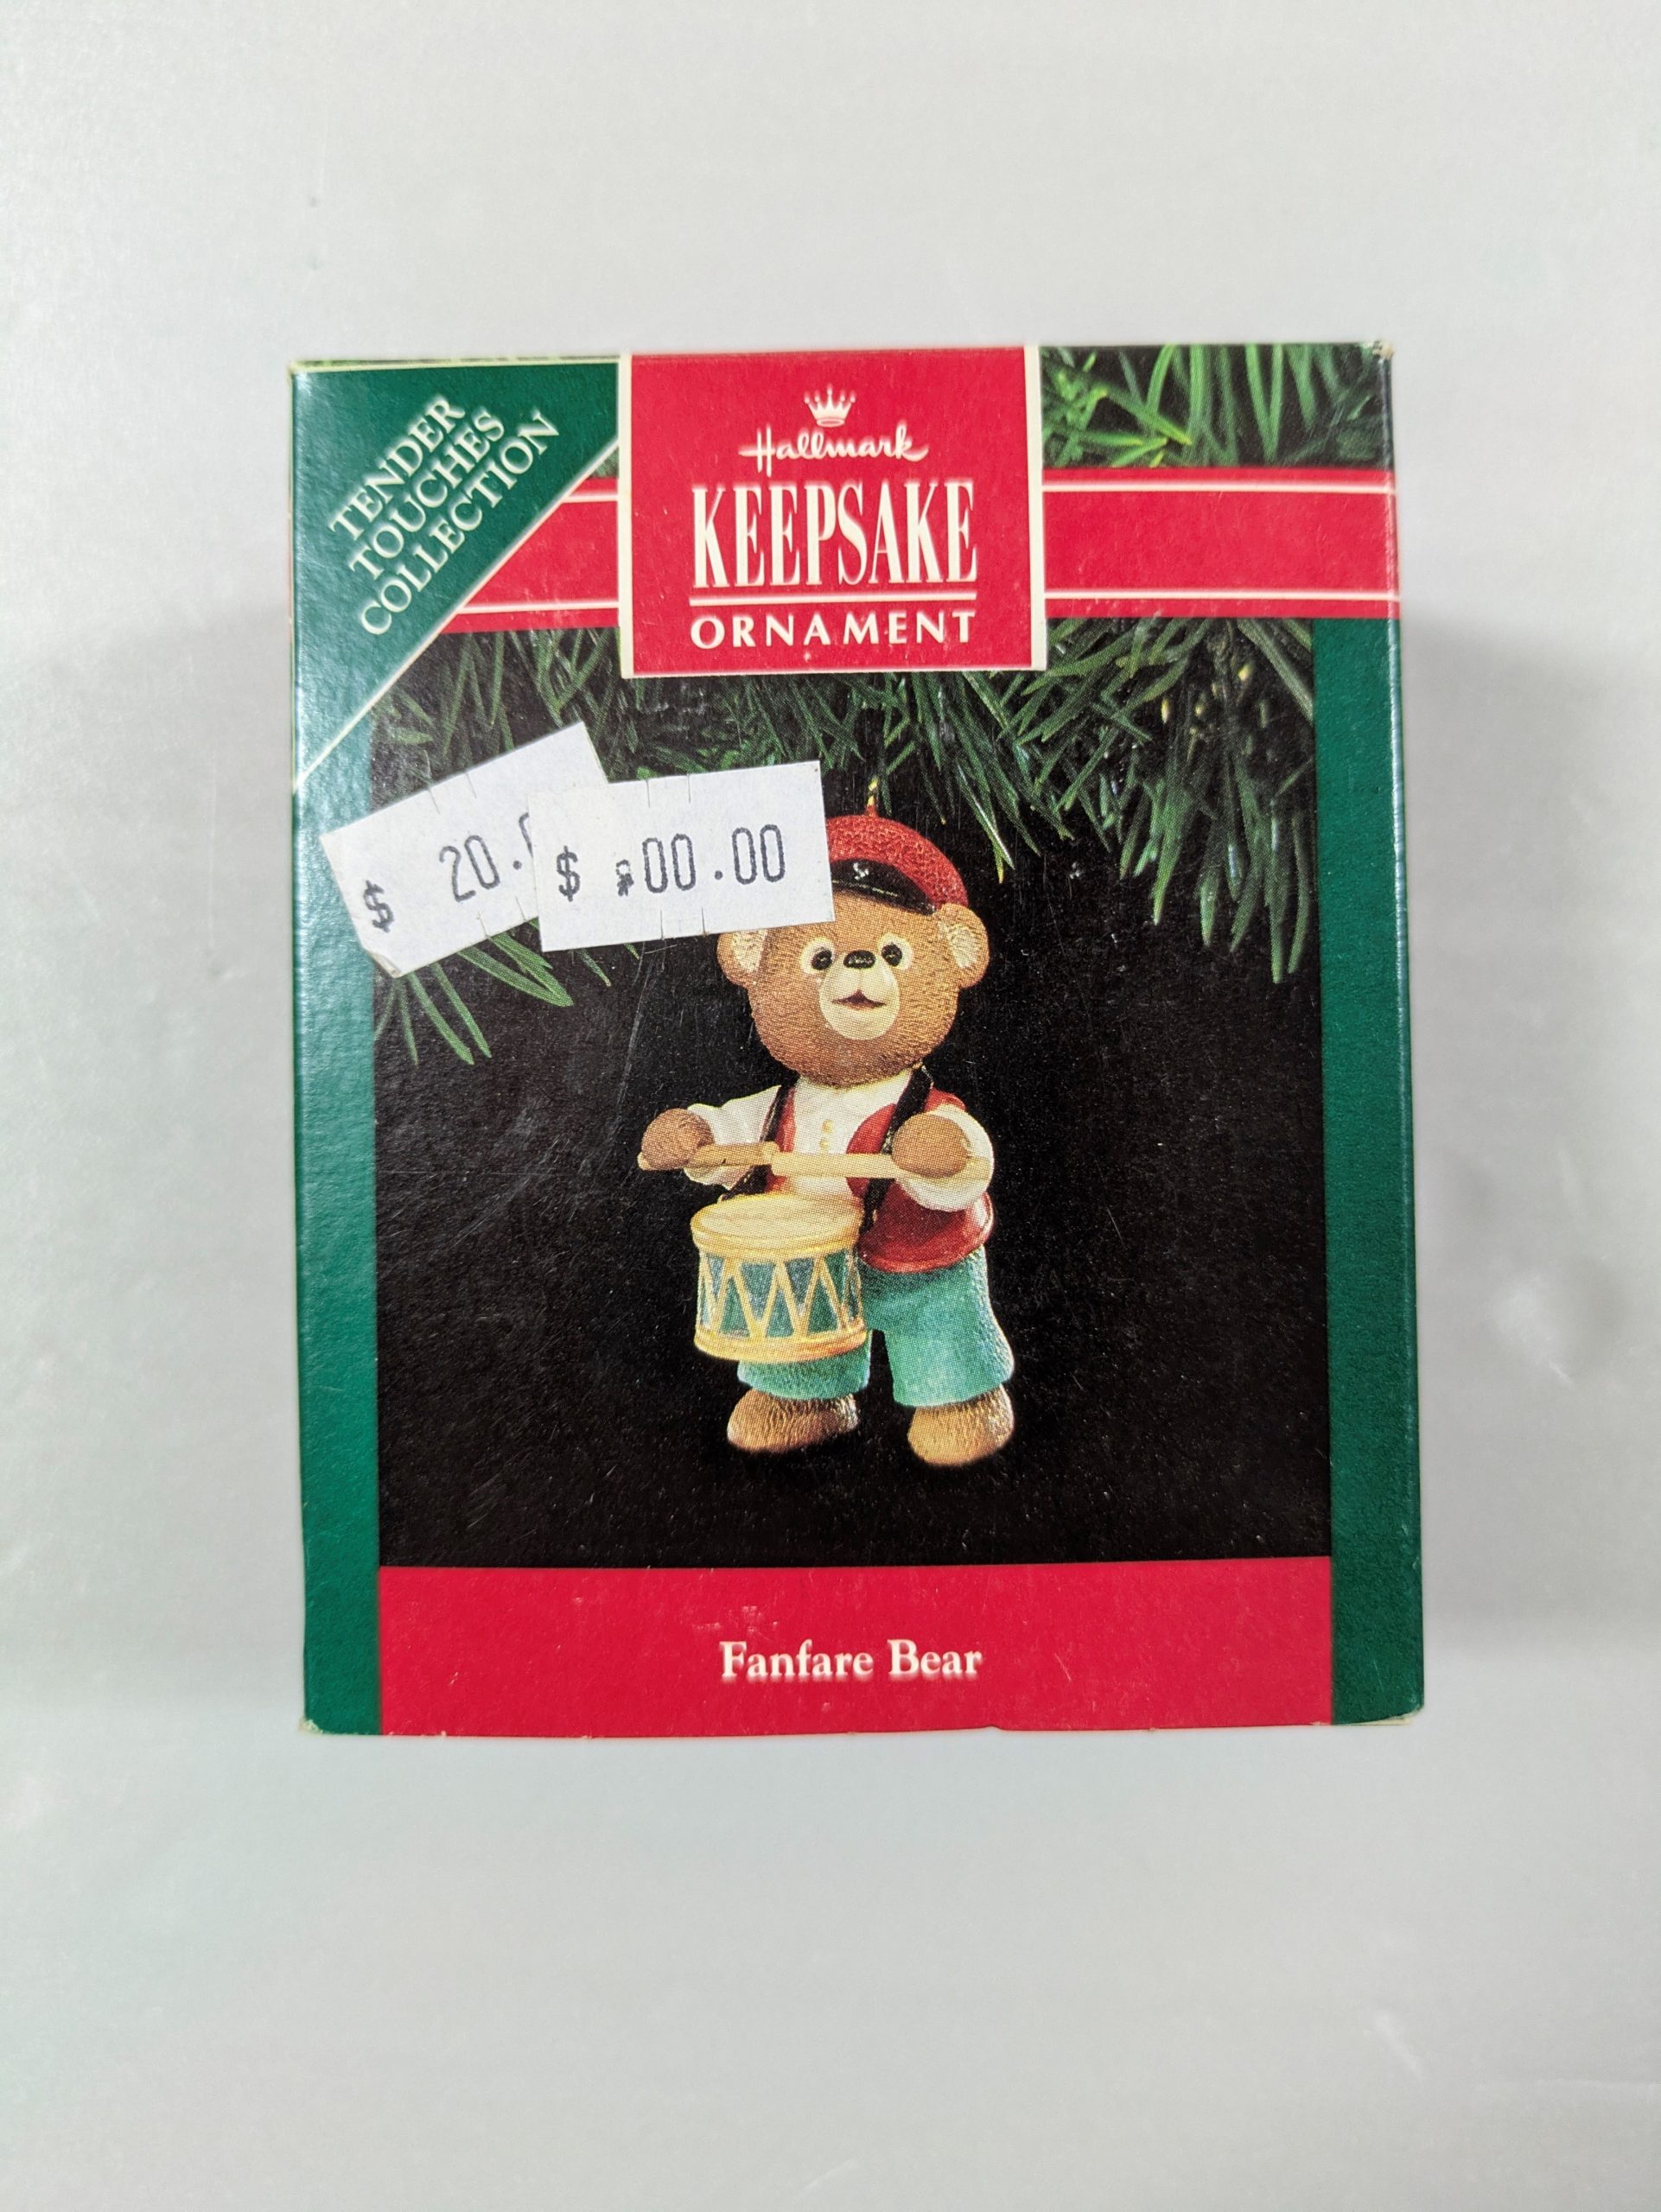 TENDER
TOUCHES
COLLECTION
Hallmark
KEEPSAKE
ORNAMENT
$ 20.
$ 00.00
Fanfare Bear